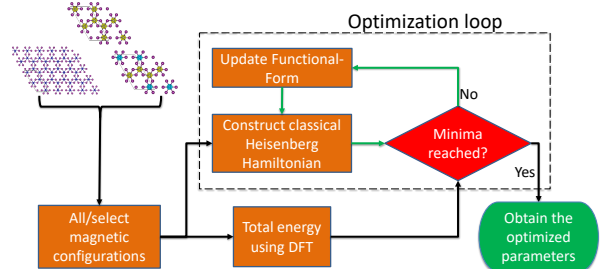 Optimization loop
Update Functional-
Form
Construct classical
Heisenberg
Hamiltonian
No
Minima
reached?
Yes
All/select
magnetic
configurations
Total energy
using DFT
Obtain the
optimized
parameters